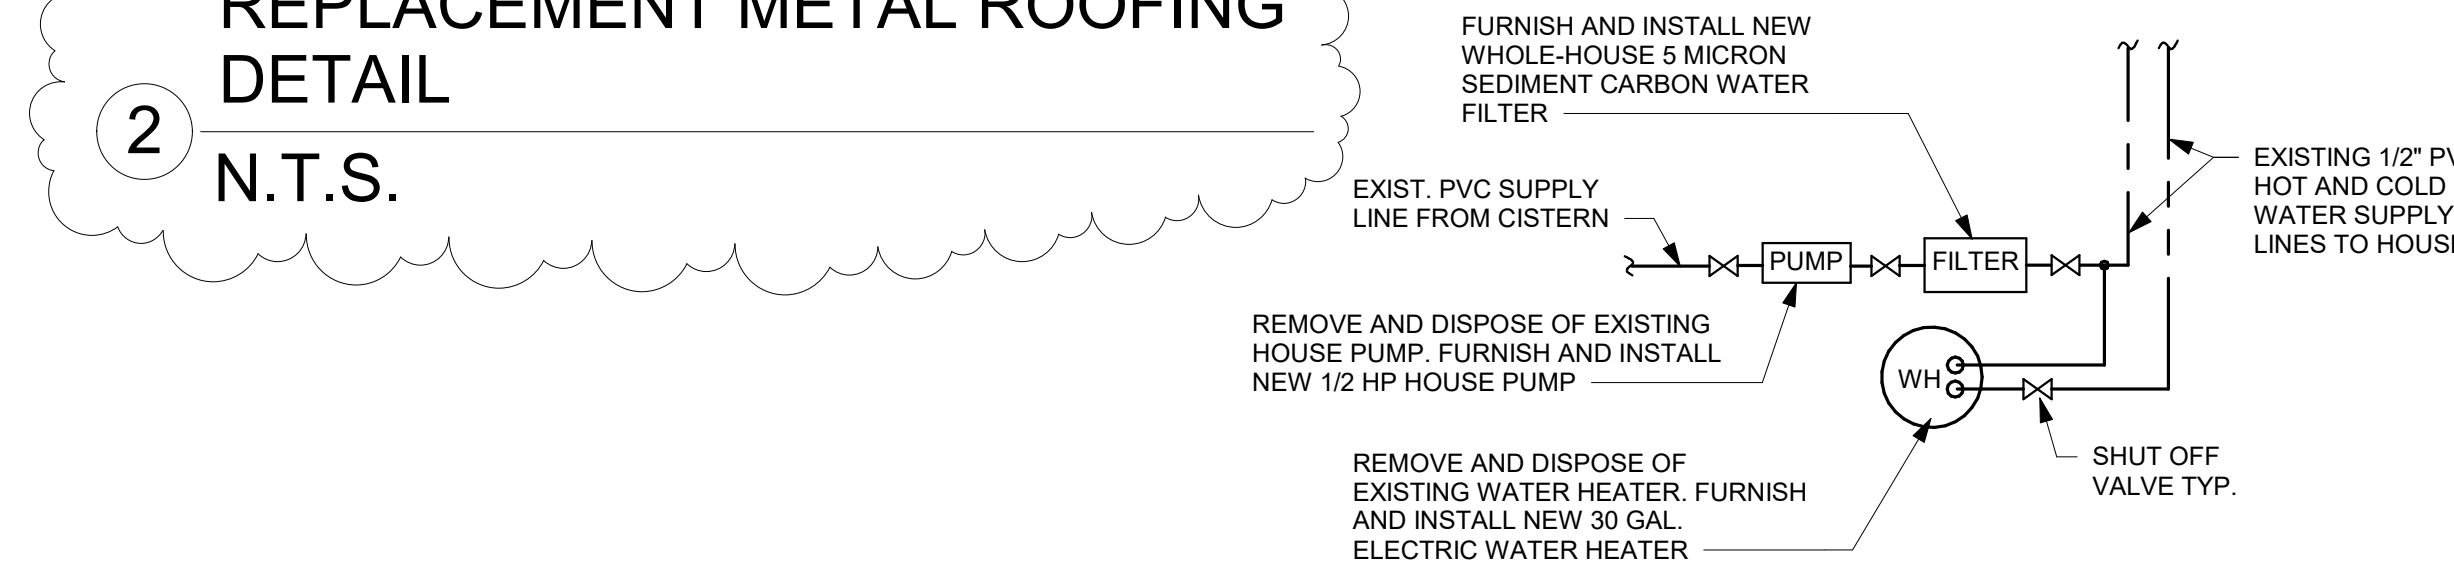 REPLACEMENT METAL ROOFING
DETAIL
2
N.T.S.
FURNISH AND INSTALL NEW
WHOLE-HOUSE 5 MICRON
SEDIMENT CARBON WATER
FILTER
EXIST. PVC SUPPLY
LINE FROM CISTERN
PUMP
FILTER
EXISTING 1/2"
HOT AND COLD
WATER SUPPLY
LINES TO
REMOVE AND DISPOSE OF EXISTING
HOUSE PUMP. FURNISH AND INSTALL
NEW 1/2 HP HOUSE PUMP
WH
SHUT OFF
VALVE TYP.
REMOVE AND DISPOSE OF
EXISTING WATER HEATER. FURNISH
AND INSTALL NEW 30 GAL.
ELECTRIC WATER HEATER